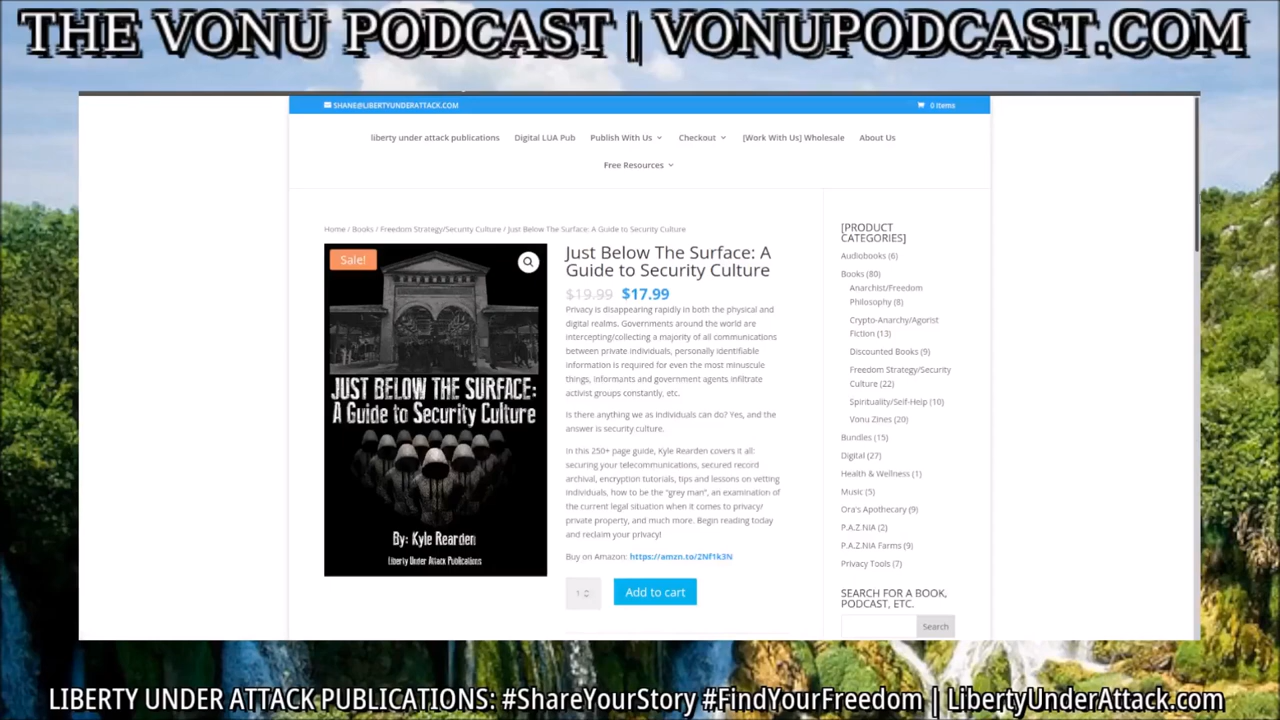 THE VONU PODCAST | VONUPODCAST.COM
SHANE@LIBERTYUNDERATTACK.COM
0 Items
liberty under attack publications
Digital LUA Pub
Publish With Us
Checkout
[Work With Us] Wholesale
About Us
Free Resources
Home / Books / Freedom Strategy/Security Culture / Just Below The Surface: A Guide to Security Culture
Sale!
JUST BELOW THE SURFACE:
A Guide to Security Culture
By: Kyle Rearden
Liberty Under Attack Publications
Just Below The Surface: A
Guide to Security Culture
$19.99 $17.99
Privacy is disappearing rapidly in both the physical and
digital realms. Governments around the world are
intercepting/collecting a majority of all communications
between private individuals, personally identifiable
information is required for even the most minuscule
things, informants and government agents infiltrate
activist groups constantly, etc.
Is there anything we as individuals can do? Yes, and the
answer is security culture.
In this 250+ page guide, Kyle Rearden covers it all:
securing your telecommunications, secured record
archival, encryption tutorials, tips and lessons on vetting
individuals, how to be the "grey man", an examination of
the current legal situation when it comes to privacy/
private property, and much more. Begin reading today
and reclaim your privacy!
Buy on Amazon: https://amzn.to/2Nf1k3N
1
Add to cart
[PRODUCT
CATEGORIES]
Audiobooks (6)
Books (80)
Anarchist/Freedom
Philosophy (8)
Crypto-Anarchy/Agorist
Fiction (13)
Discounted Books (9)
Freedom Strategy/Security
Culture (22)
Spirituality/Self-Help (10)
Vonu Zines (20)
Bundles (15)
Digital (27)
Health & Wellness (1)
Music (5)
Ora's Apothecary (9)
P.A.Z.NIA (2)
P.A.Z.NIA Farms (9)
Privacy Tools (7)
SEARCH FOR A BOOK,
PODCAST, ETC.
Search
LIBERTY UNDER ATTACK PUBLICATIONS: #ShareYourStory #FindYourFreedom | LibertyUnderAttack.com